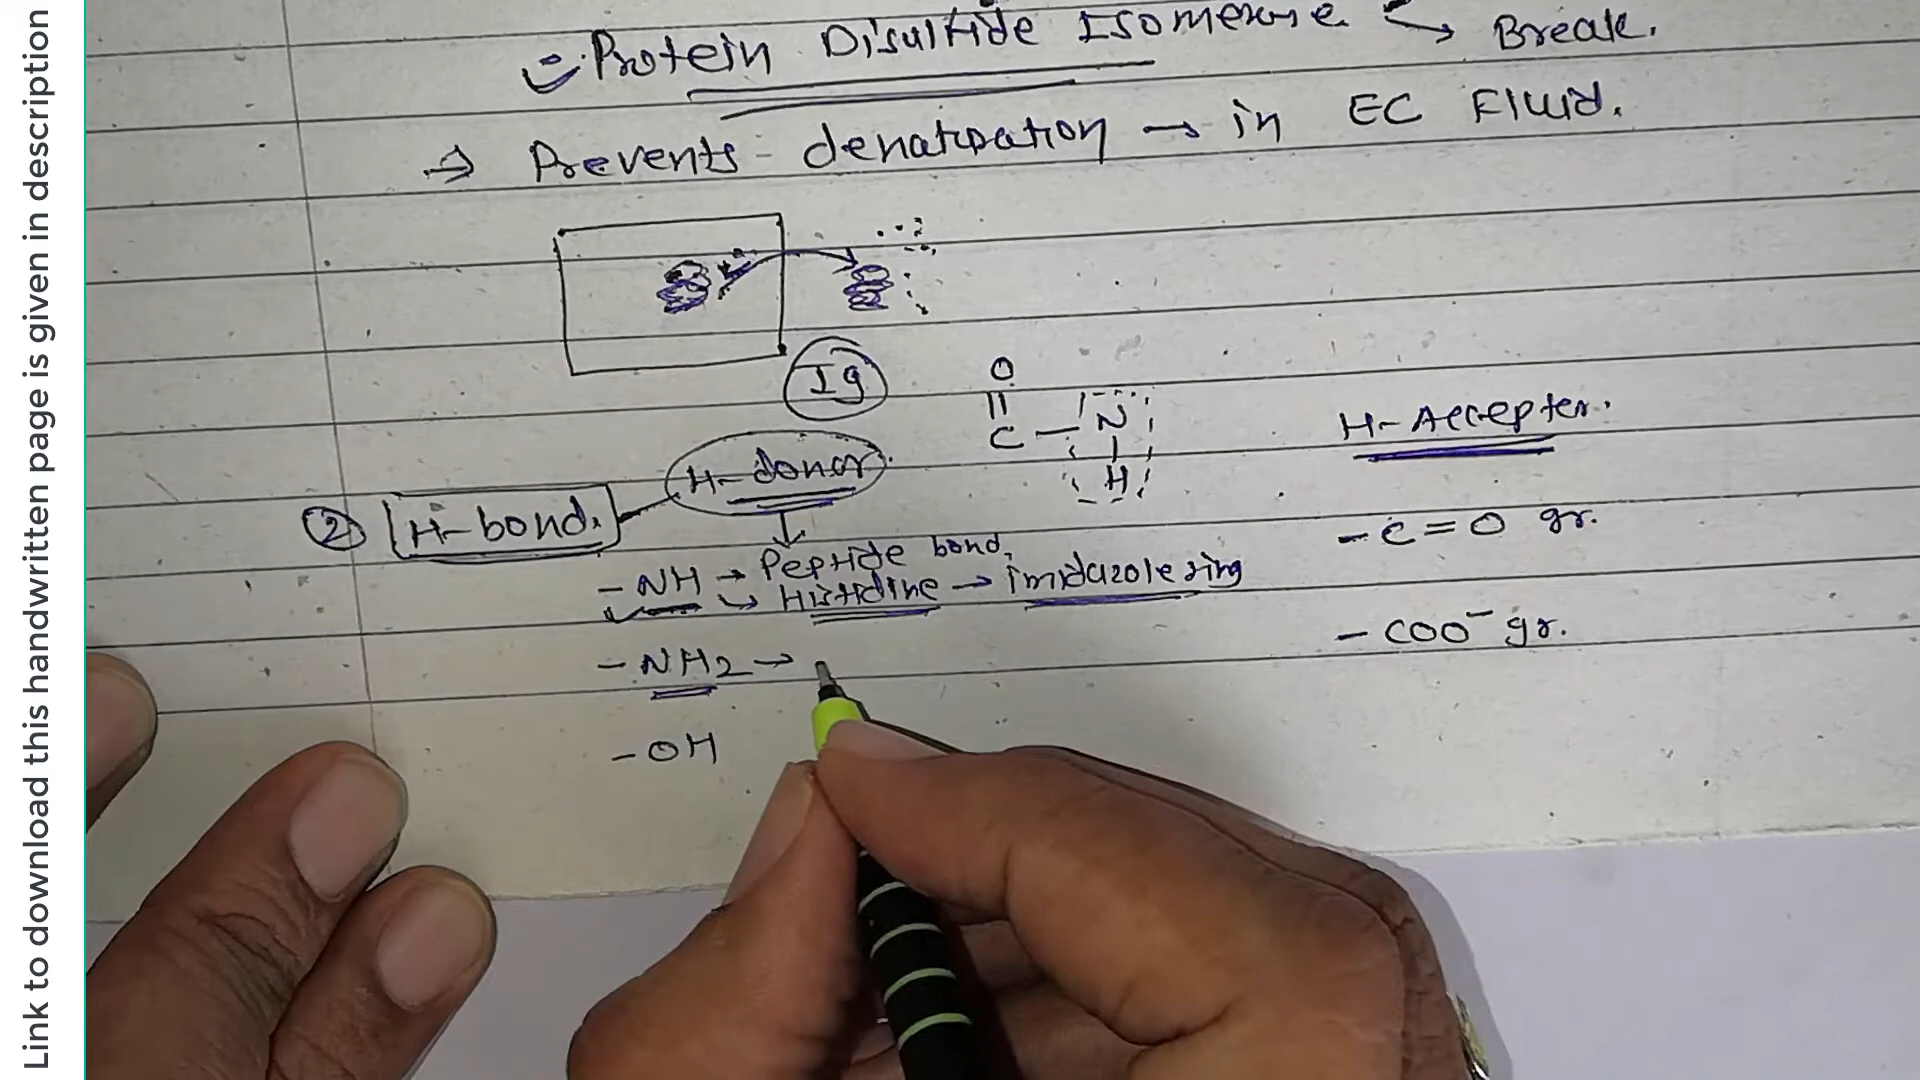 Link to download this handwritten page is given in description
Protein Disulfide Isomerase → Break.
→ Prevents - denaturation → in EC Fluid.
Ig
O
C — N
H
H-Accepter.
② H-bond. H-donor.
- C = O gr.
- NH → Peptide bond.
→ Histidine → imidazole ring
- COO⁻ gr.
- NH2 →
- OH